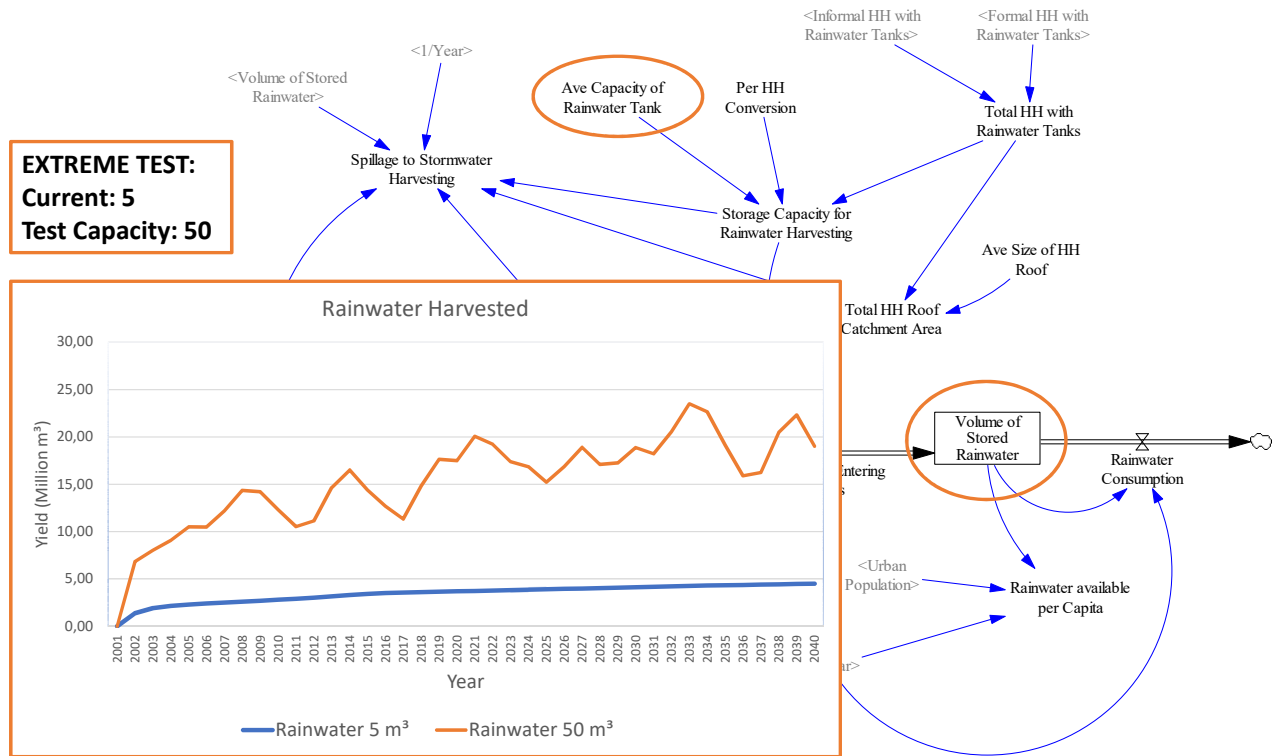 <Informal HH with
Rainwater Tanks>
<Formal HH with
Rainwater Tanks>
<1/Year>
<Volume of Stored
Rainwater>
Ave Capacity of
Rainwater Tank
Per HH
Conversion
Total HH with
Rainwater Tanks
EXTREME TEST:
Current: 5
Test Capacity: 50
Spillage to Stormwater
Harvesting
Storage Capacity for
Rainwater Harvesting
Ave Size of HH
Roof
Total HH Roof
Catchment Area
Rainwater Harvested
Yield (Million m³)
30,00
25,00
20,00
15,00
10,00
5,00
0,00
2001
2002
2003
2004
2005
2006
2007
2008
2009
2010
2011
2012
2013
2014
2015
2016
2017
2018
2019
2020
2021
2022
2023
2024
2025
2026
2027
2028
2029
2030
2031
2032
2033
2034
2035
2036
2037
2038
2039
2040
Year
Rainwater 5 m³
Rainwater 50 m³
Volume of
Stored
Rainwater
Rainwater
Consumption
<Urban
Population>
Rainwater available
per Capita